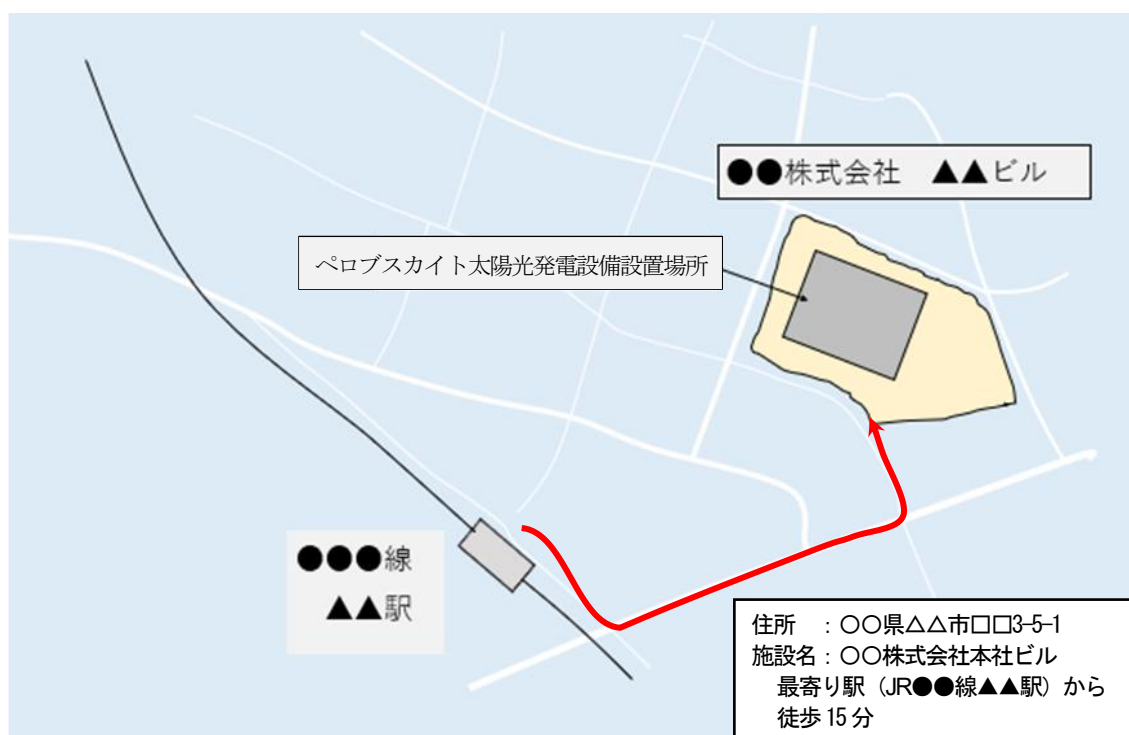 ●●株式会社　▲▲ビル
ペロブスカイト太陽光発電設備設置場所
●●●線
▲▲駅
住所　：〇〇県△△市□□3-5-1
施設名：〇〇株式会社本社ビル
最寄り駅（JR●●線▲▲駅）から
徒歩15分